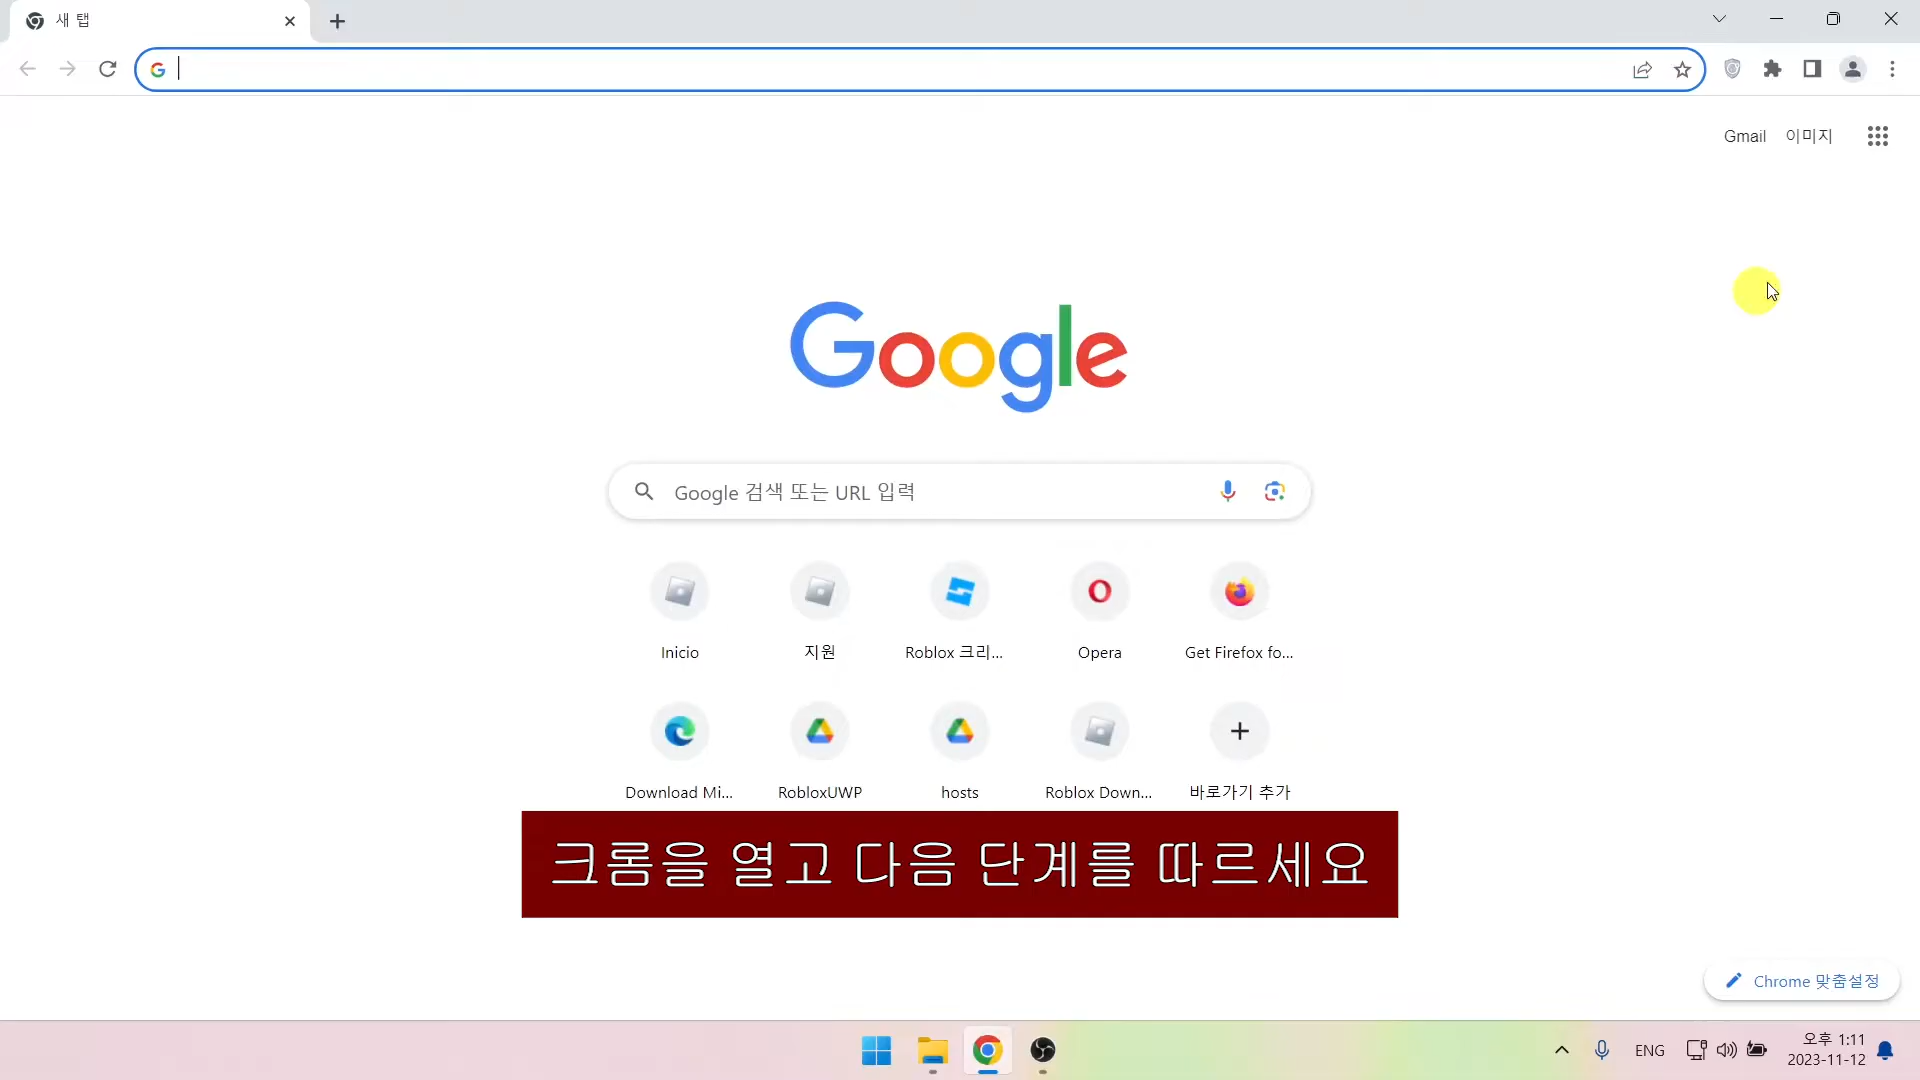 새 탭
Gmail 이미지
Google
Google 검색 또는 URL 입력
Inicio 지원 Roblox 크리... Opera Get Firefox fo...
Download Mi... RobloxUWP hosts Roblox Down... 바로가기 추가
크롬을 열고 다음 단계를 따르세요
Chrome 맞춤설정
ENG
오후 1:11
2023-11-12